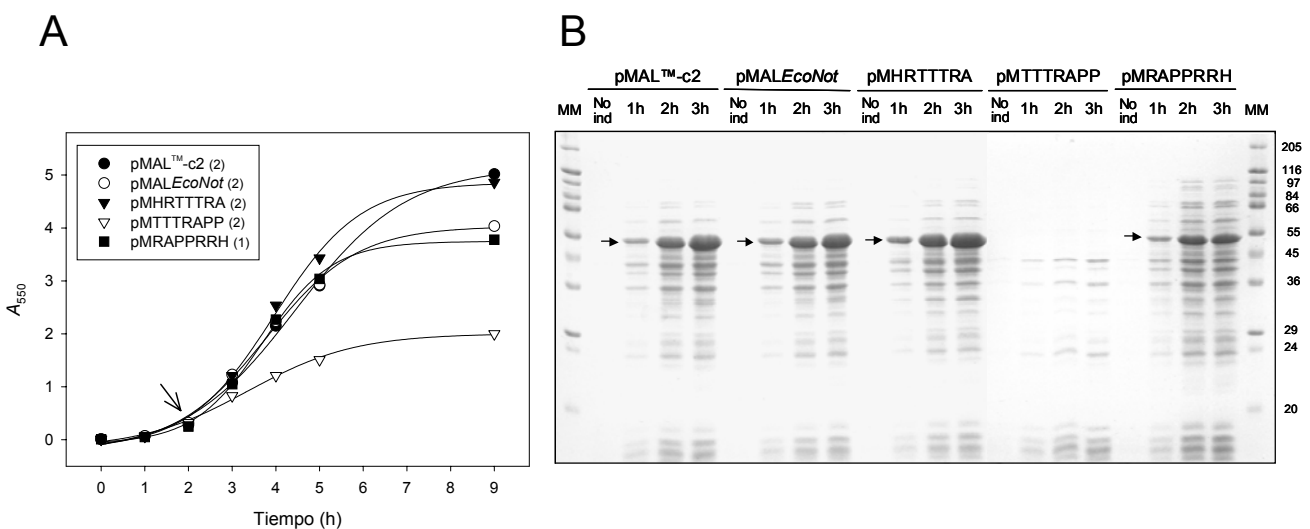 A
B
pMAL™-c2 pMALEcoNot pMHRTTTRA pMTTTRAPP pMRAPPRRH
MM No ind 1h 2h 3h No ind 1h 2h 3h No ind 1h 2h 3h No ind 1h 2h 3h No ind 1h 2h 3h MM
205
116
97
84
66
55
45
36
29
24
20
pMAL™-c2 (2)
pMALEcoNot (2)
pMHRTTTRA (2)
pMTTTRAPP (2)
pMRAPPRRH (1)
A550
5
4
3
2
1
0
0 1 2 3 4 5 6 7 8 9
Tiempo (h)